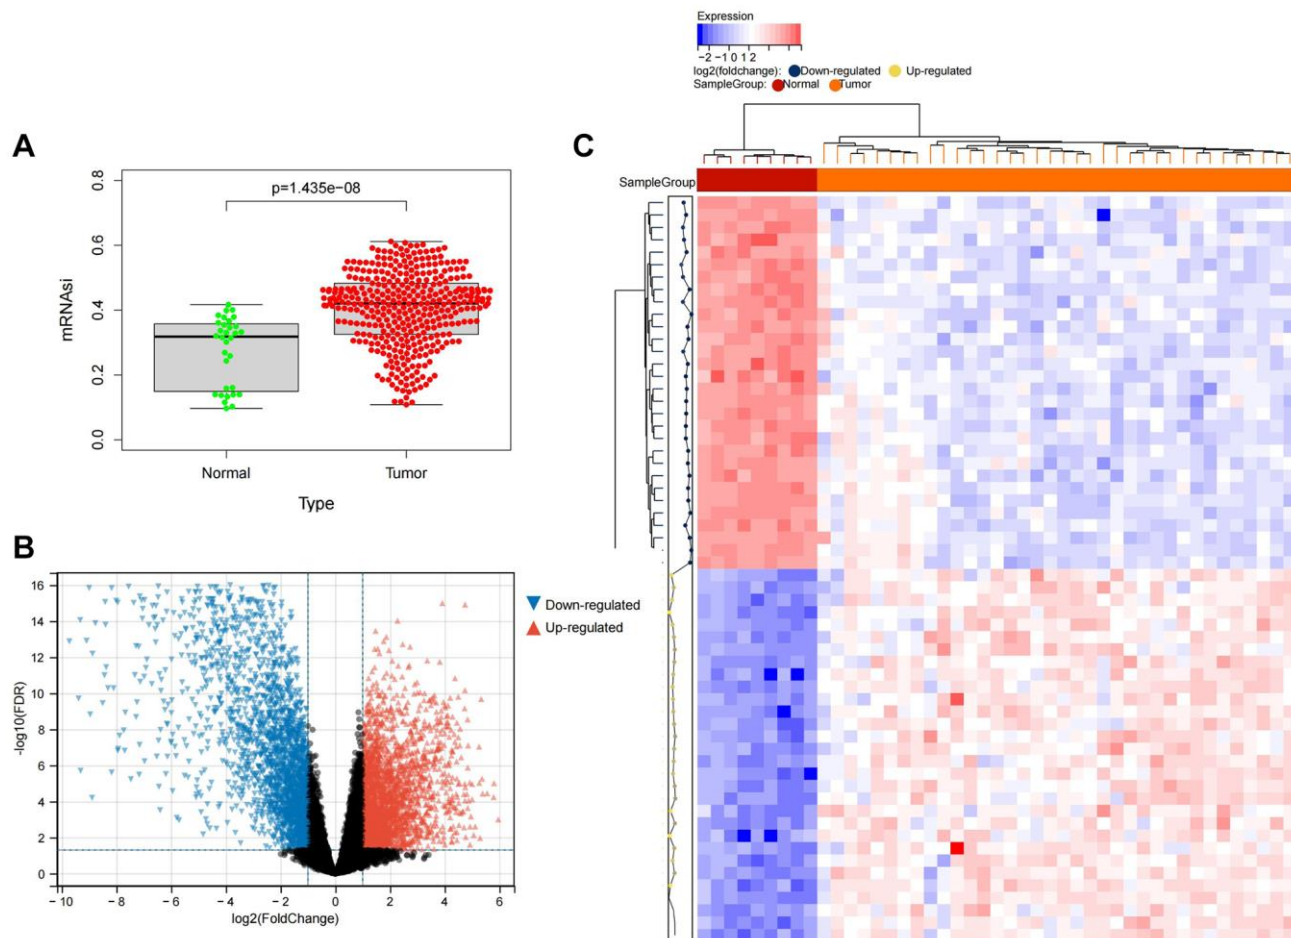 Expression
−2 −1 0 1 2
log2(foldchange): Down-regulated Up-regulated
SampleGroup: Normal Tumor
A
p=1.435e−08
0.8
0.6
0.4
0.2
0.0
mRNAsi
Normal Tumor
Type
B
16
14
12
10
8
6
4
2
0
-log10(FDR)
−10 −8 −6 −4 −2 0 2 4 6
log2(FoldChange)
Down-regulated
Up-regulated
C
SampleGroup